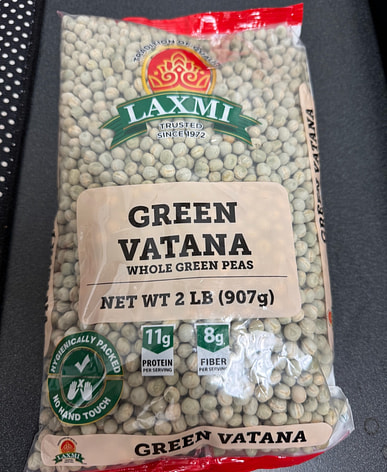 TRADITION OF QUALITY
LAXMI
TRUSTED
SINCE 1972
GREEN
VATANA
WHOLE GREEN PEAS
NET WT 2 LB (907g)
11g
PROTEIN
PER SERVING
8g
FIBER
PER SERVING
HYGIENICALLY PACKED
NO HAND TOUCH
LAXMI
GREEN VATANA
GREEN VATANA